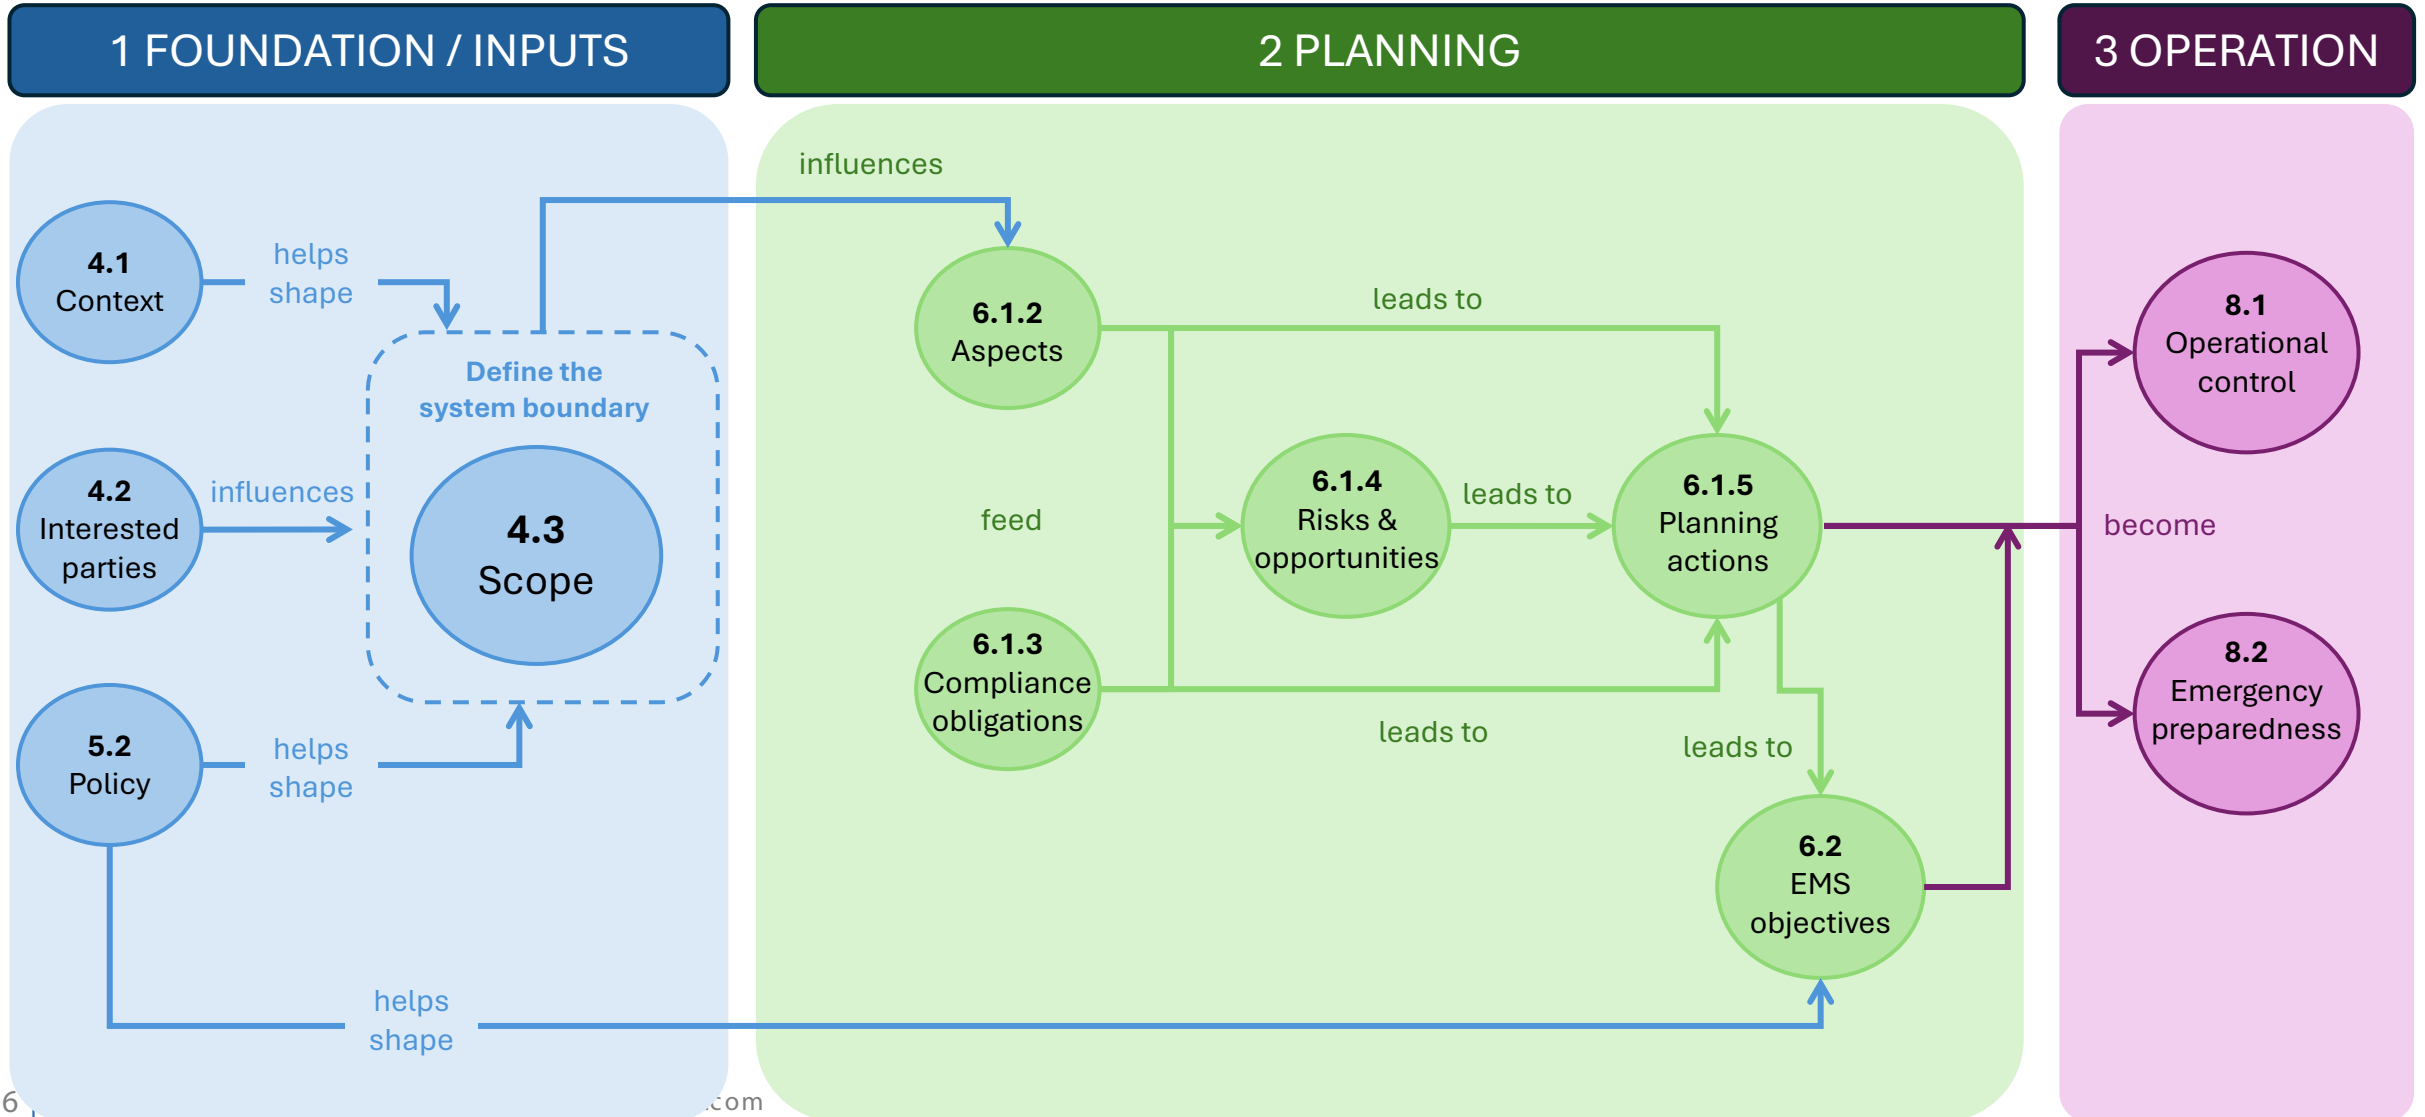 1 FOUNDATION / INPUTS
2 PLANNING
3 OPERATION
4.1
Context
helps
shape
4.2
Interested
parties
influences
5.2
Policy
helps
shape
Define the
system boundary
4.3
Scope
helps
shape
influences
6.1.2
Aspects
leads to
feed
6.1.4
Risks &
opportunities
leads to
6.1.5
Planning
actions
6.1.3
Compliance
obligations
leads to
leads to
6.2
EMS
objectives
8.1
Operational
control
become
8.2
Emergency
preparedness
6
.com